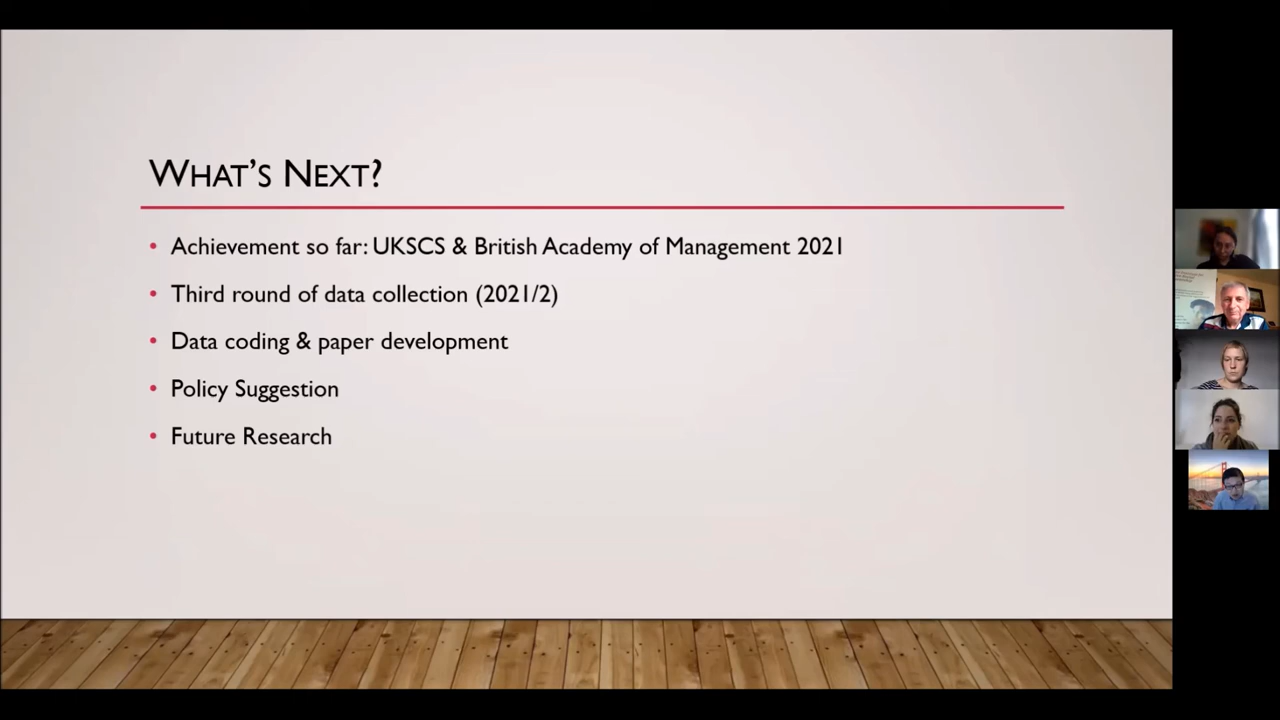 WHAT'S NEXT?
• Achievement so far: UKSCS & British Academy of Management 2021
• Third round of data collection (2021/2)
• Data coding & paper development
• Policy Suggestion
• Future Research